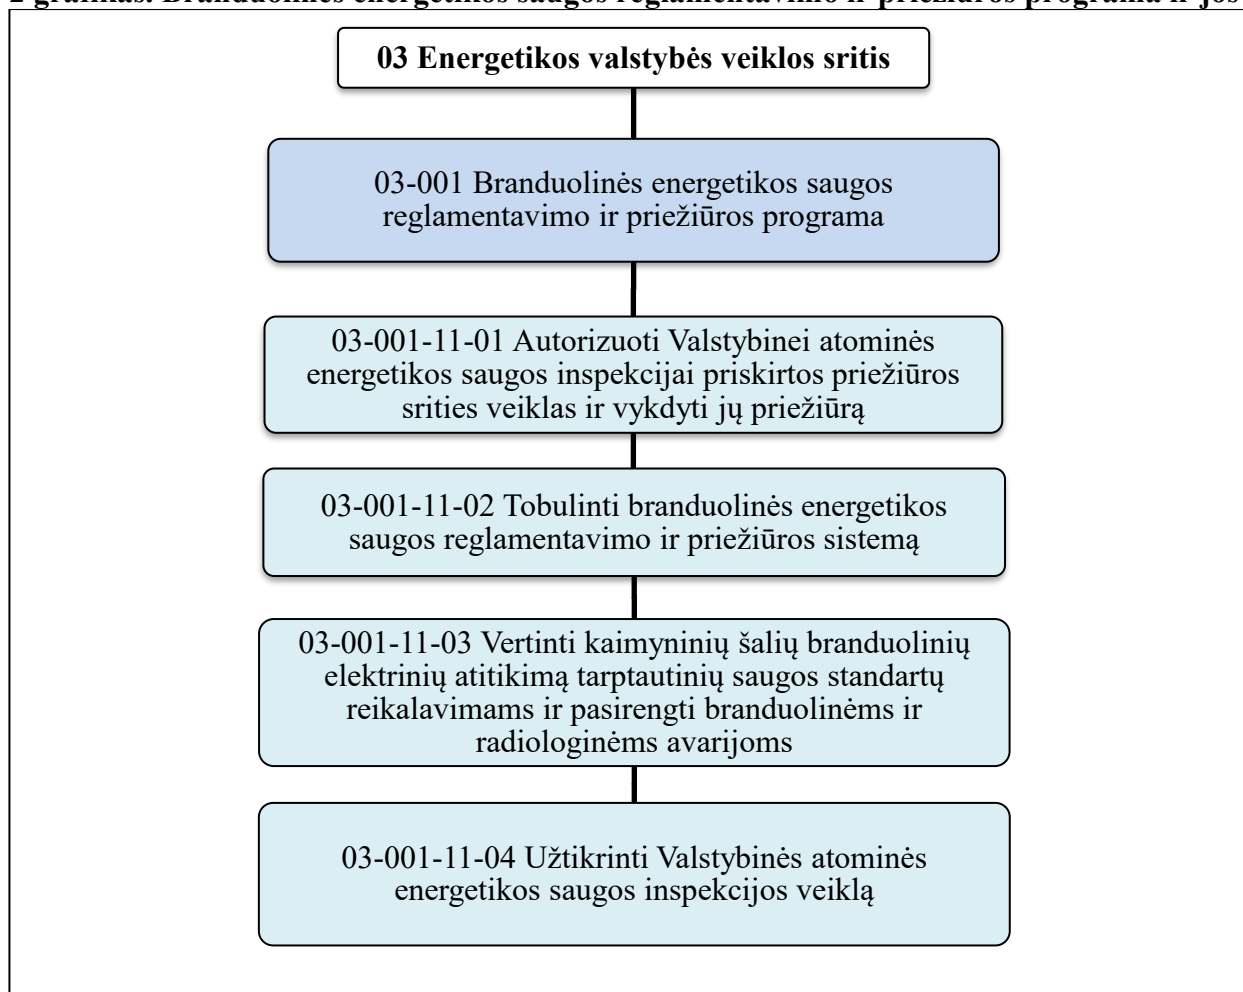 2 grafikas. Branduolinės energetikos saugos reglamentavimo ir priežiūros programa ir jos
03 Energetikos valstybės veiklos sritis
03-001 Branduolinės energetikos saugos
reglamentavimo ir priežiūros programa
03-001-11-01 Autorizuoti Valstybinei atominės
energetikos saugos inspekcijai priskirtos priežiūros
srities veiklas ir vykdyti jų priežiūrą
03-001-11-02 Tobulinti branduolinės energetikos
saugos reglamentavimo ir priežiūros sistemą
03-001-11-03 Vertinti kaimyninių šalių branduolinių
elektrinių atitikimą tarptautinių saugos standartų
reikalavimams ir pasirengti branduolinėms ir
radiologinėms avarijoms
03-001-11-04 Užtikrinti Valstybinės atominės
energetikos saugos inspekcijos veiklą